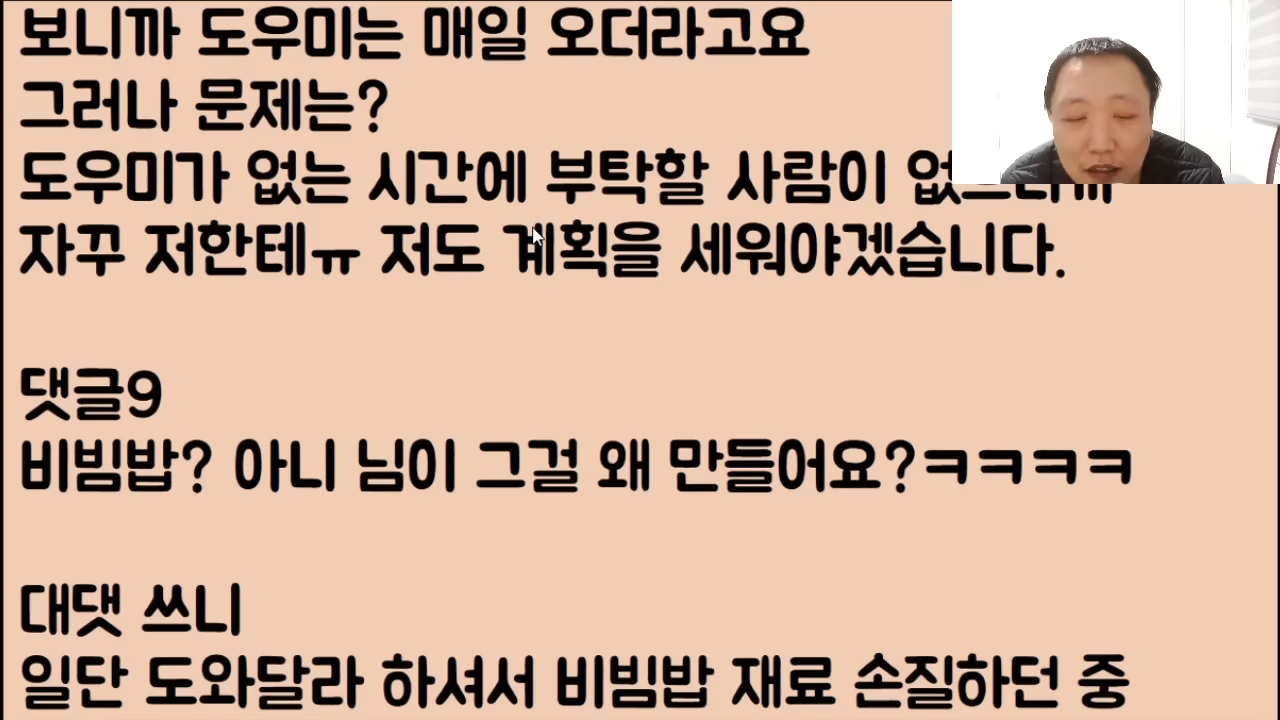 보니까 도우미는 매일 오더라고요
그러나 문제는?
도우미가 없는 시간에 부탁할 사람이
자꾸 저한테ㅠ 저도 계획을 세워야겠습니다.
댓글9
비빔밥? 아니 님이 그걸 왜 만들어요?ㅋㅋㅋㅋ
대댓 쓰니
일단 도와달라 하셔서 비빔밥 재료 손질하던 중